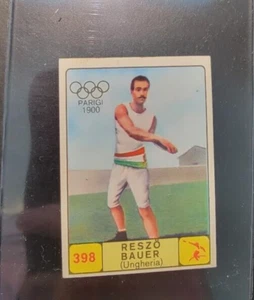 PARIGI
1900
398
RESZÖ
BAUER
(Ungheria)